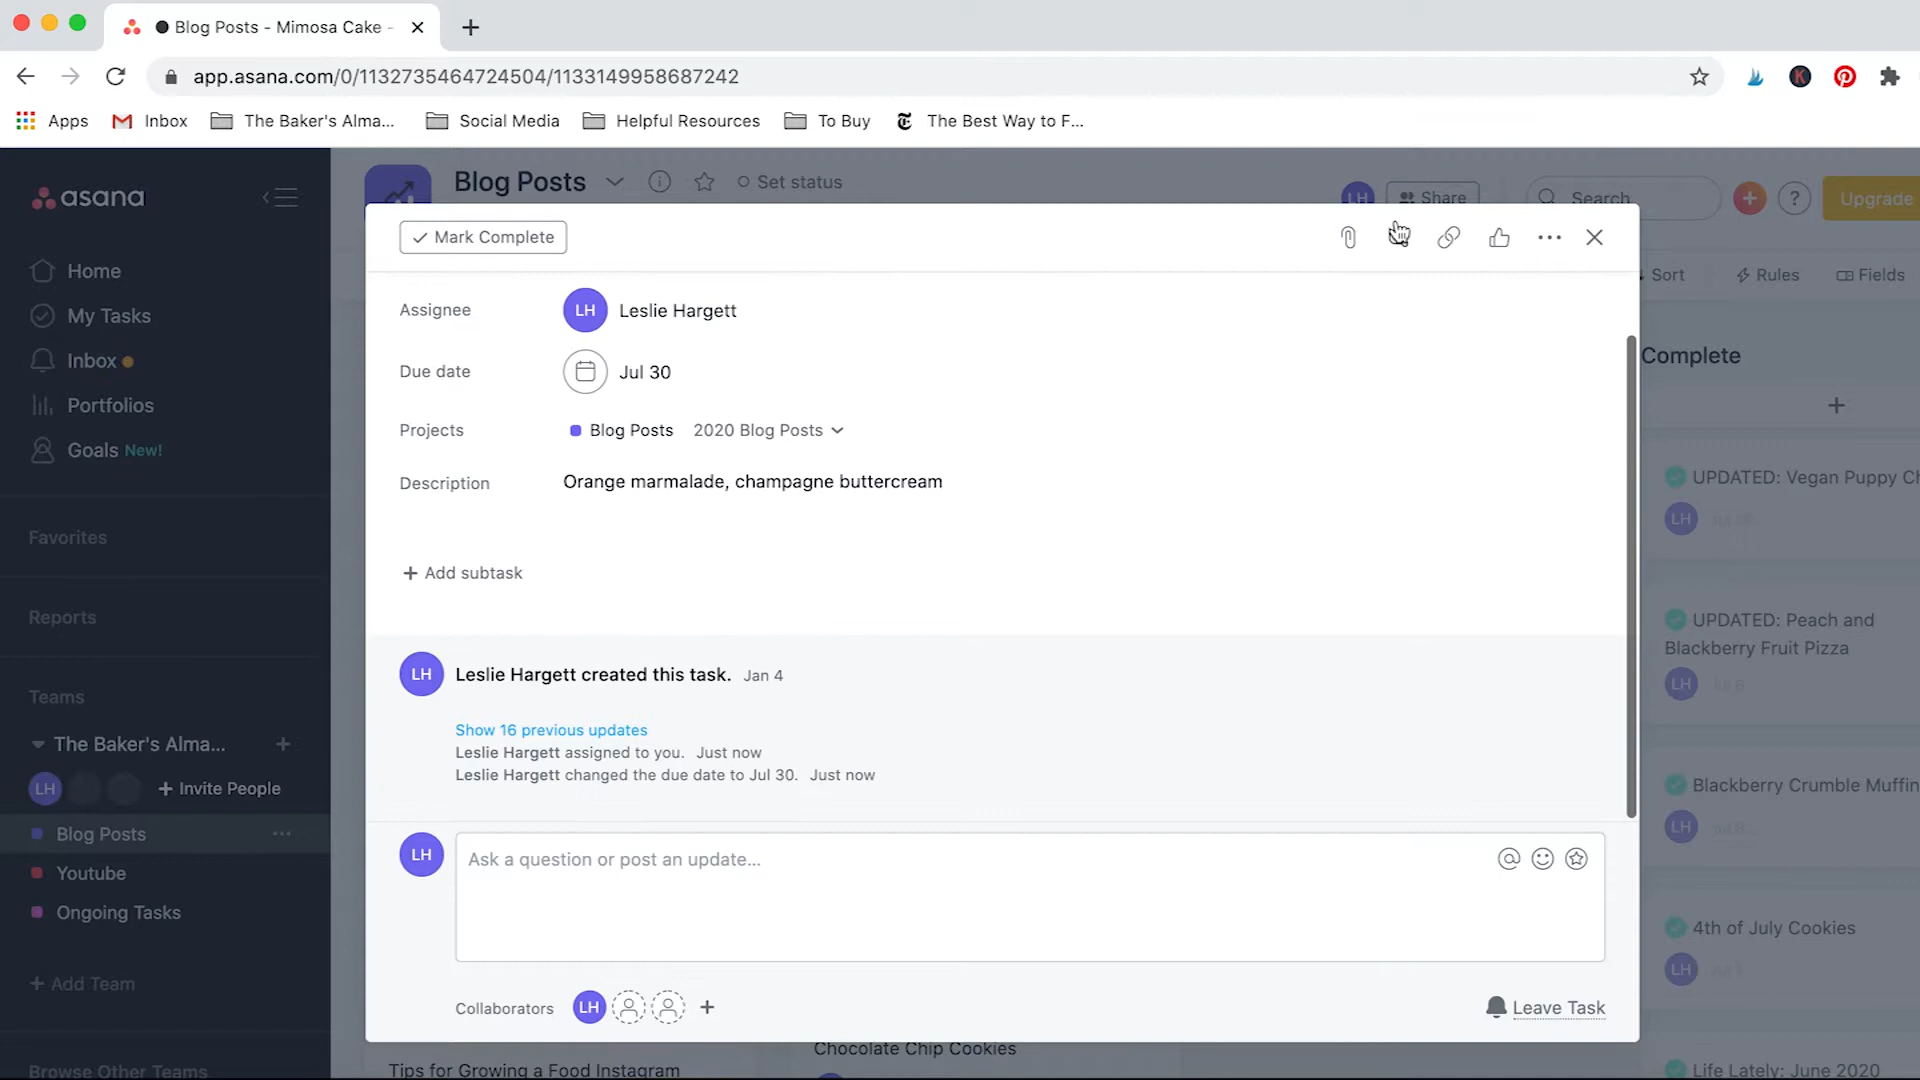 Blog Posts - Mimosa Cake -
app.asana.com/0/1132735464724504/1133149958687242
K
Apps
Inbox
The Baker's Alma...
Social Media
Helpful Resources
To Buy
The Best Way to F...
asana
Blog Posts
Set status
LH
Share
Search
?
Upgrade
Home
My Tasks
Inbox
Portfolios
Goals New!
Favorites
Reports
Teams
The Baker's Alma...
LH
Invite People
Blog Posts
Youtube
Ongoing Tasks
Add Team
Browse Other Teams
Sort
Rules
Fields
Mark Complete
Assignee
LH Leslie Hargett
Due date
Jul 30
Projects
Blog Posts 2020 Blog Posts
Description
Orange marmalade, champagne buttercream
+ Add subtask
LH Leslie Hargett created this task. Jan 4
Show 16 previous updates
Leslie Hargett assigned to you. Just now
Leslie Hargett changed the due date to Jul 30. Just now
LH
Ask a question or post an update...
Collaborators
LH
Leave Task
Complete
UPDATED: Vegan Puppy Ch
LH
UPDATED: Peach and
Blackberry Fruit Pizza
LH
Blackberry Crumble Muffin
LH
4th of July Cookies
LH
Life Lately: June 2020
Tips for Growing a Food Instagram
Chocolate Chip Cookies